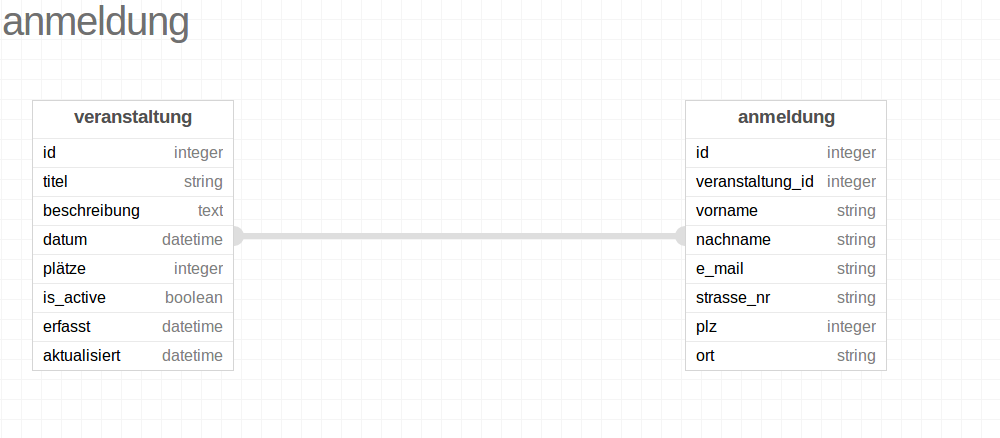 anmeldung
veranstaltung
id integer
titel string
beschreibung text
datum datetime
plätze integer
is_active boolean
erfasst datetime
aktualisiert datetime
anmeldung
id integer
veranstaltung_id integer
vorname string
nachname string
e_mail string
strasse_nr string
plz integer
ort string